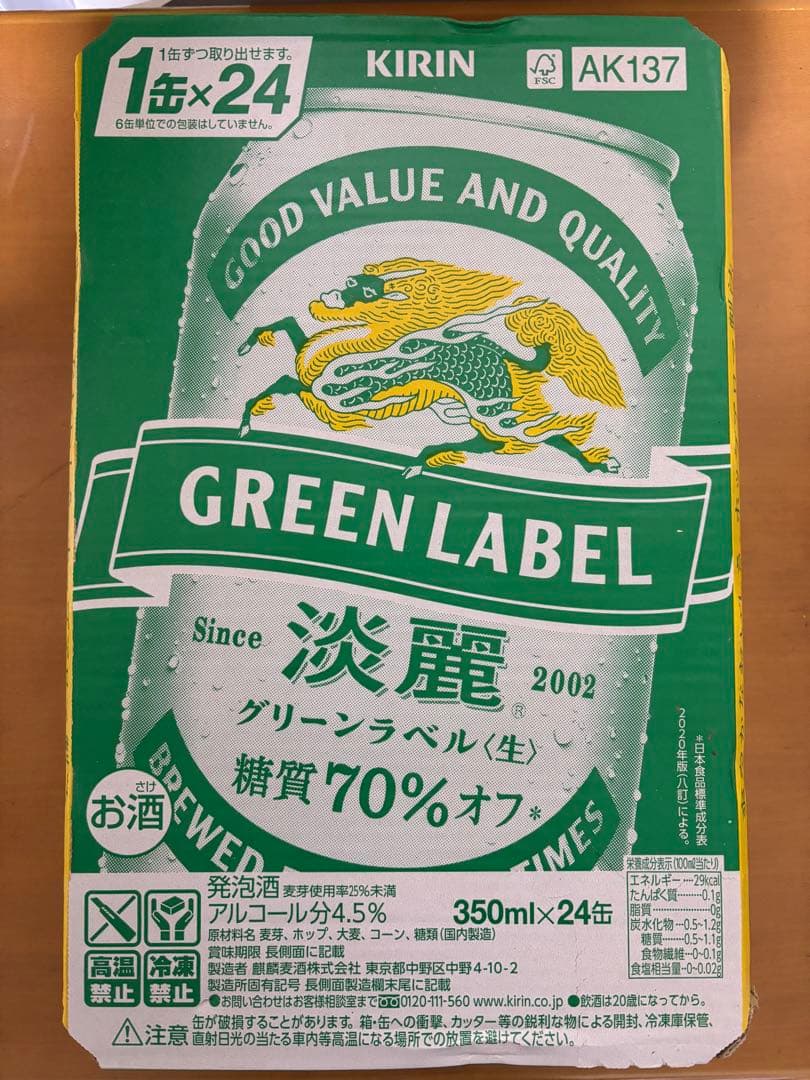 1缶ずつ取り出せます。
1缶×24
6缶単位での包装はしていません。
KIRIN
FSC
AK137
GOOD VALUE AND QUALITY
GREEN LABEL
Since 淡麗® 2002
グリーンラベル〈生〉
糖質70%オフ*
*日本食品標準成分表
2020年版(八訂)による。
さけ
お酒
BREWED
TIMES
発泡酒 麦芽使用率25%未満
アルコール分4.5% 350ml×24缶
原材料名 麦芽、ホップ、大麦、コーン、糖類(国内製造)
賞味期限 長側面に記載
製造者 麒麟麦酒株式会社 東京都中野区中野4-10-2
製造所固有記号 長側面製造欄末尾に記載
●お問い合わせはお客様相談室まで 0120-111-560 www.kirin.co.jp ●飲酒は20歳になってから。
高温禁止
冷凍禁止
栄養成分表示(100ml当たり)
エネルギー…29kcal
たんぱく質………0.1g
脂質………………0g
炭水化物…0.5~1.2g
糖質………0.5~1.1g
食物繊維…0~0.1g
食塩相当量…0~0.02g
注意 缶が破損することがあります。箱・缶への衝撃、カッター等の鋭利な物による開封、冷凍庫保管、
直射日光の当たる車内等高温になる場所での放置を避けてください。